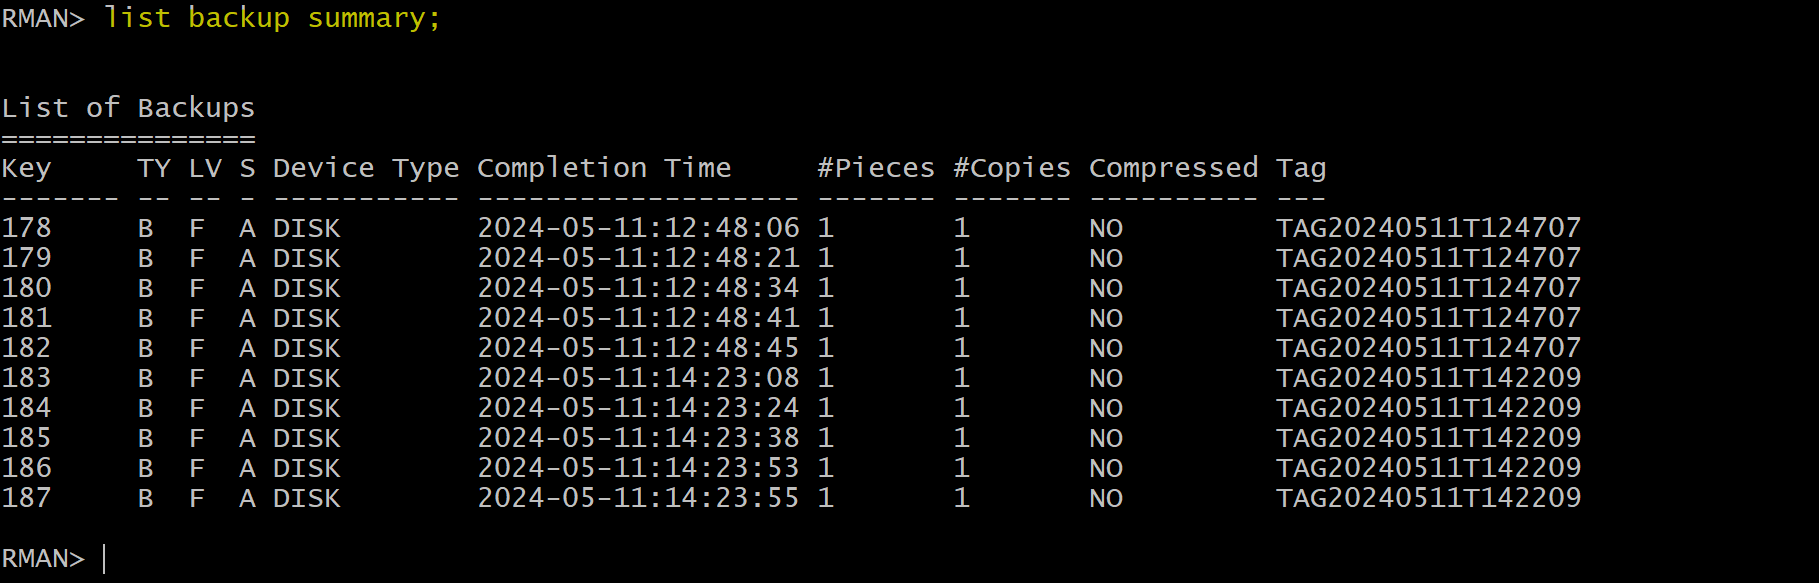 RMAN> list backup summary;
List of Backups
===============
Key     TY LV S Device Type Completion Time     #Pieces #Copies Compressed Tag
------- -- -- - ----------- ------------------- ------- ------- ---------- ---
178     B  F  A DISK        2024-05-11:12:48:06 1       1       NO         TAG20240511T124707
179     B  F  A DISK        2024-05-11:12:48:21 1       1       NO         TAG20240511T124707
180     B  F  A DISK        2024-05-11:12:48:34 1       1       NO         TAG20240511T124707
181     B  F  A DISK        2024-05-11:12:48:41 1       1       NO         TAG20240511T124707
182     B  F  A DISK        2024-05-11:12:48:45 1       1       NO         TAG20240511T124707
183     B  F  A DISK        2024-05-11:14:23:08 1       1       NO         TAG20240511T142209
184     B  F  A DISK        2024-05-11:14:23:24 1       1       NO         TAG20240511T142209
185     B  F  A DISK        2024-05-11:14:23:38 1       1       NO         TAG20240511T142209
186     B  F  A DISK        2024-05-11:14:23:53 1       1       NO         TAG20240511T142209
187     B  F  A DISK        2024-05-11:14:23:55 1       1       NO         TAG20240511T142209
RMAN>